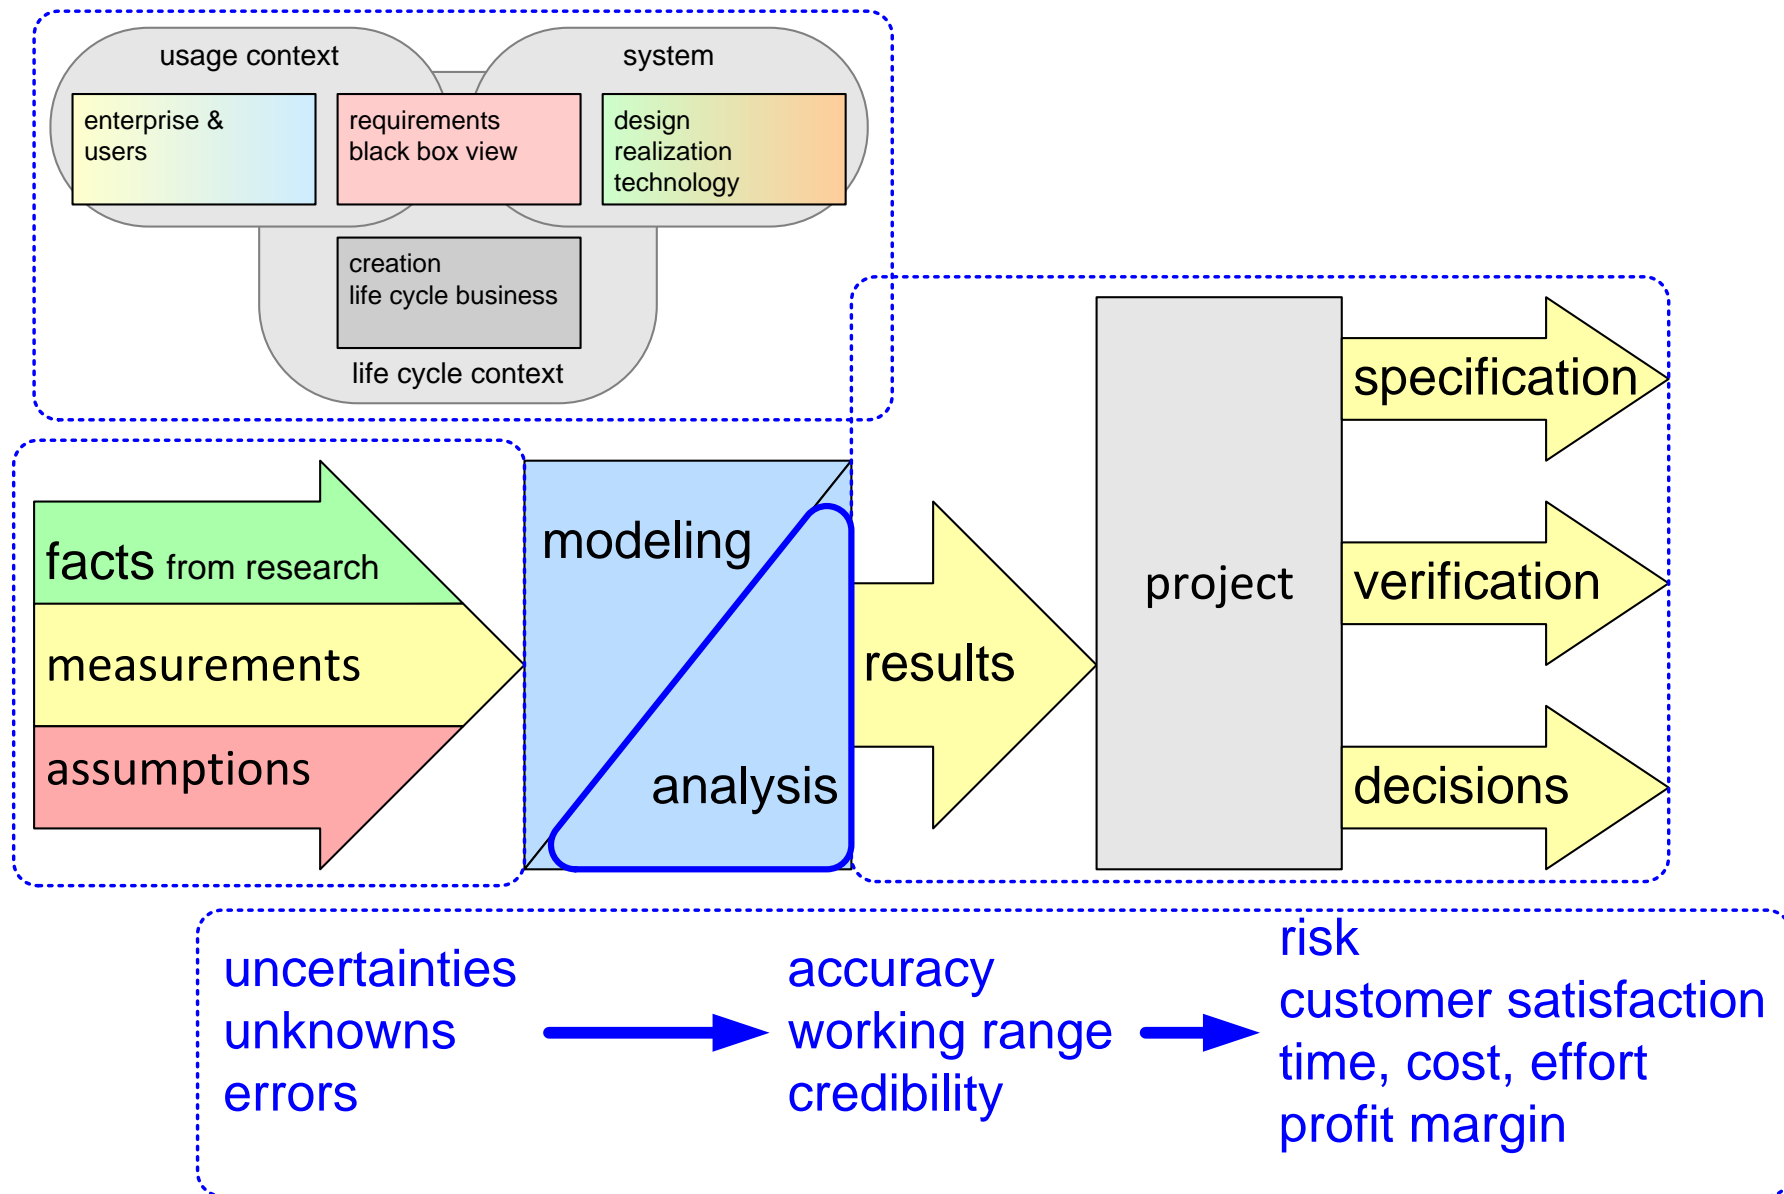 usage context
system
enterprise &
users
requirements
black box view
design
realization
technology
creation
life cycle business
life cycle context
facts from research
measurements
assumptions
modeling
analysis
results
project
specification
verification
decisions
uncertainties
unknowns
errors
accuracy
working range
credibility
risk
customer satisfaction
time, cost, effort
profit margin